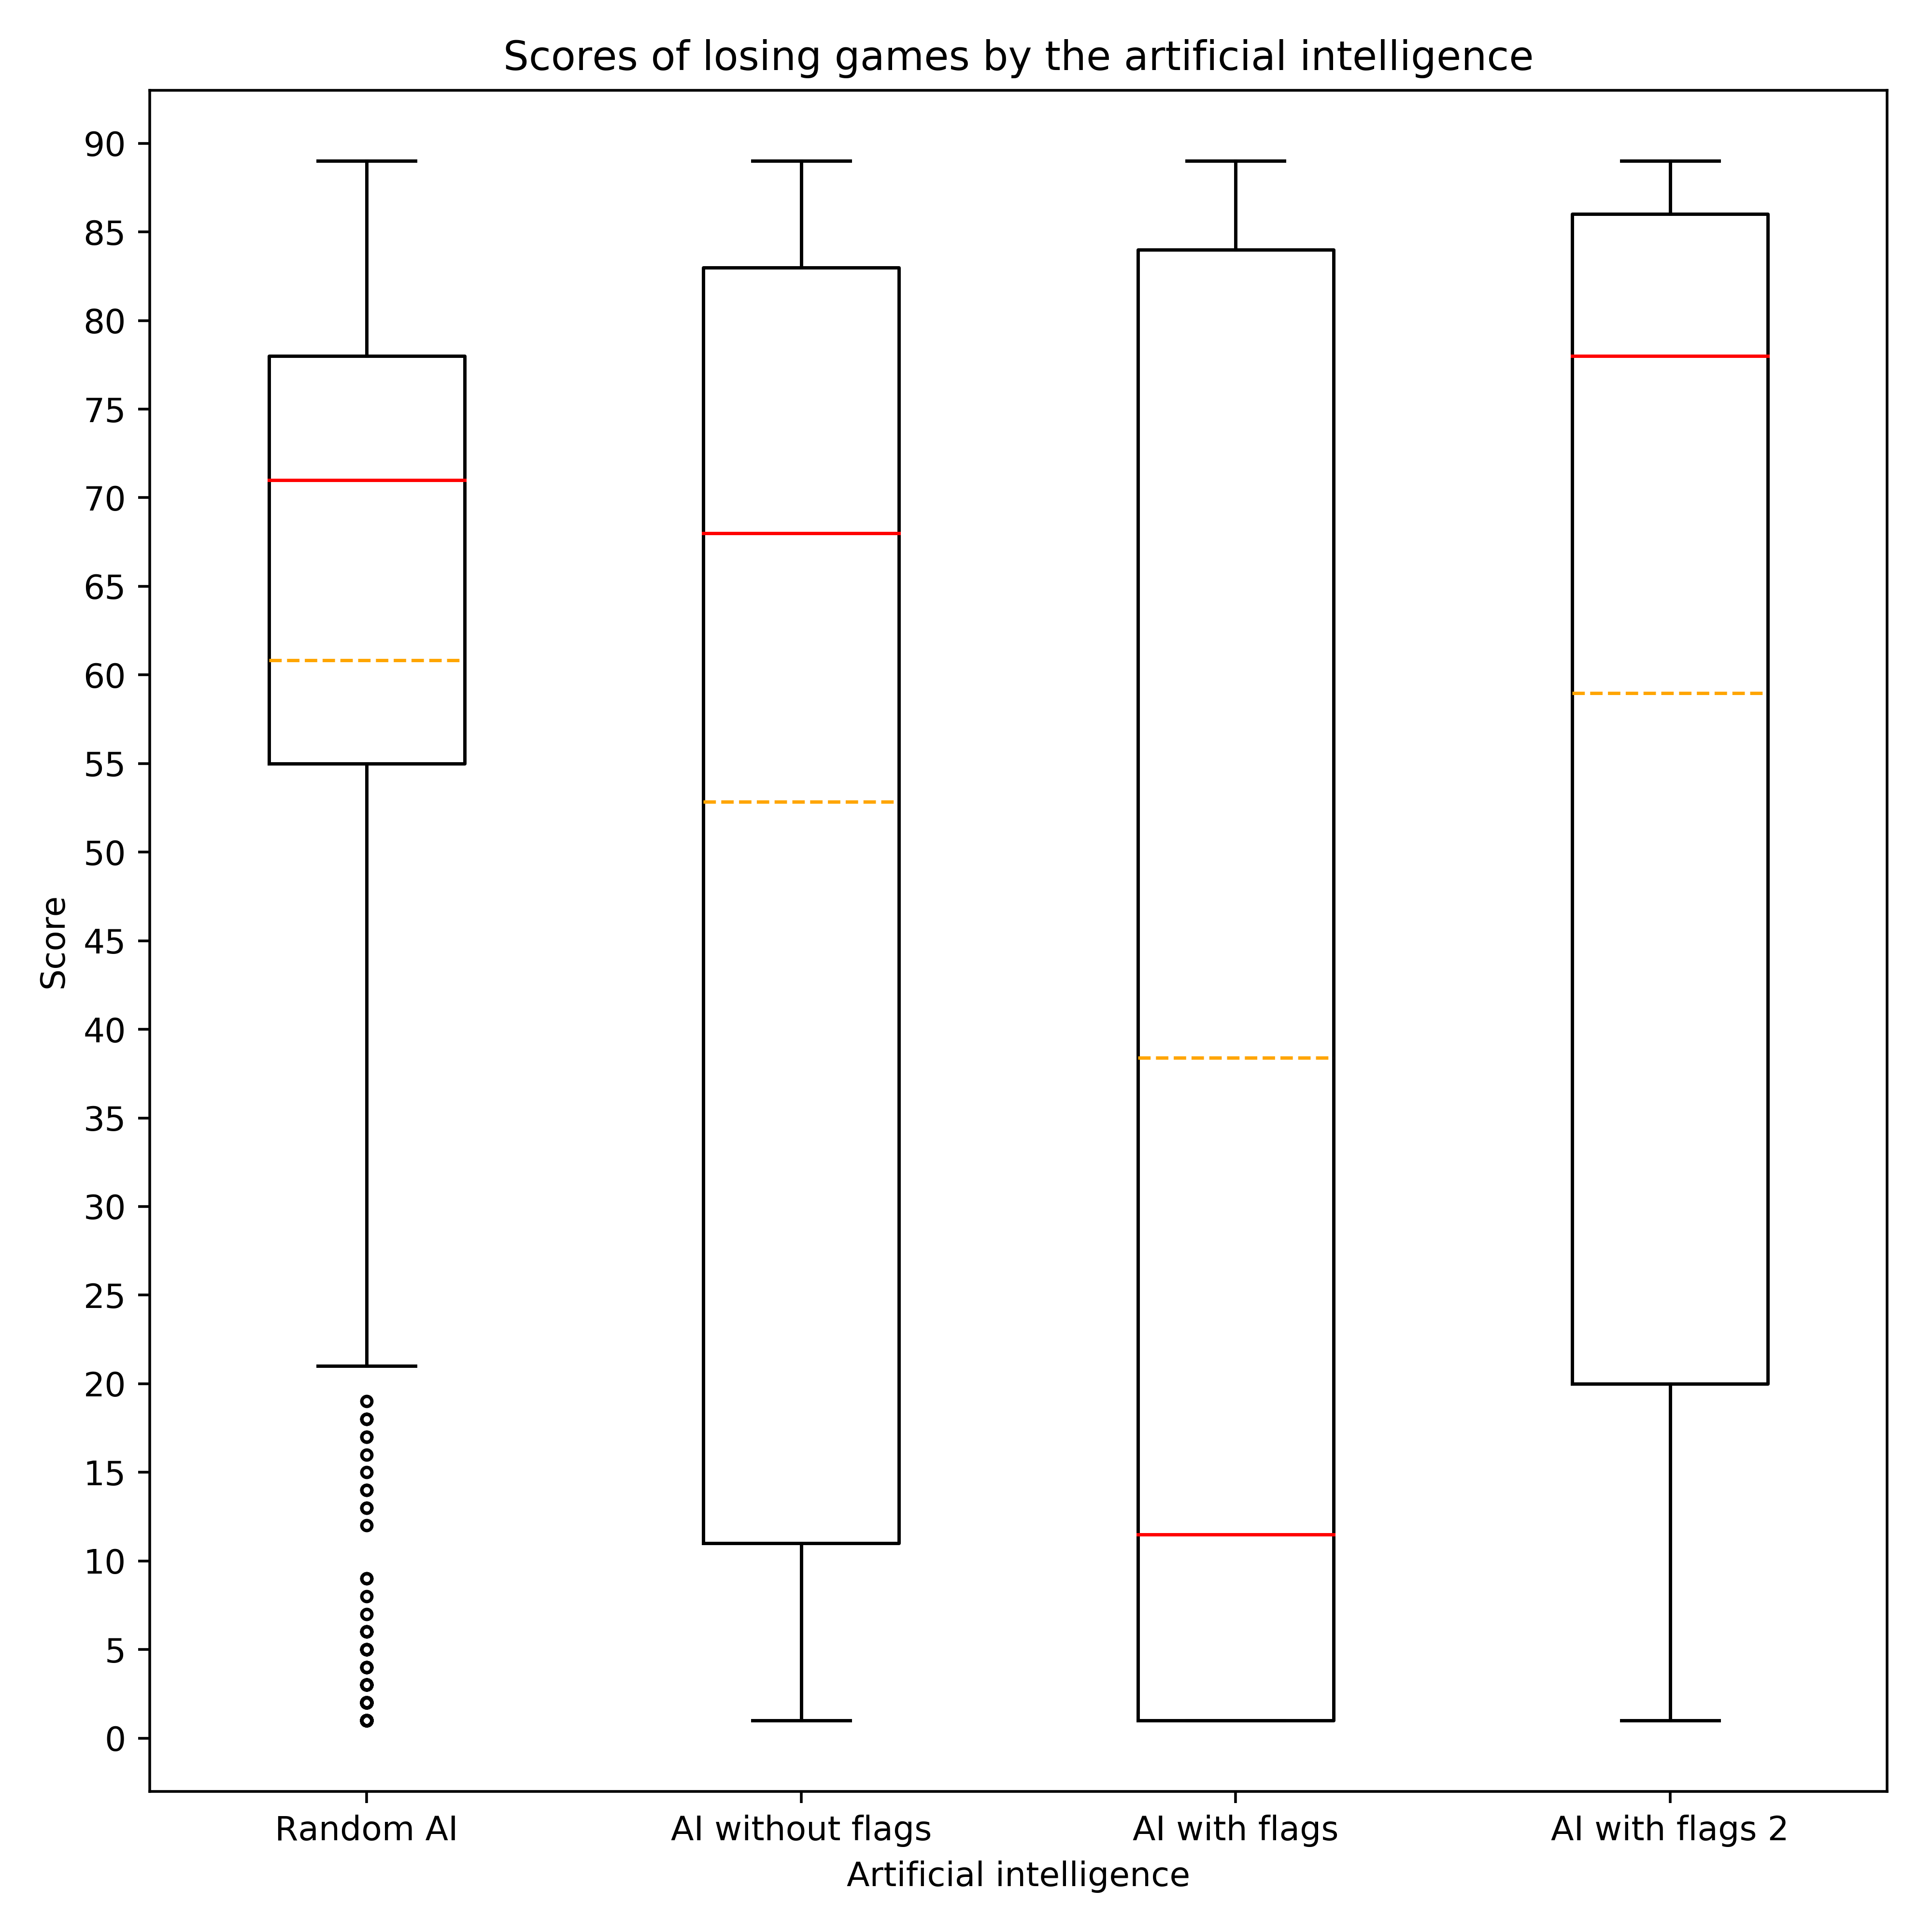 Scores of losing games by the artificial intelligence
90
85
80
75
70
65
60
55
50
45
40
35
30
25
20
15
10
5
0
Score
Random AI
AI without flags
AI with flags
AI with flags 2
Artificial intelligence